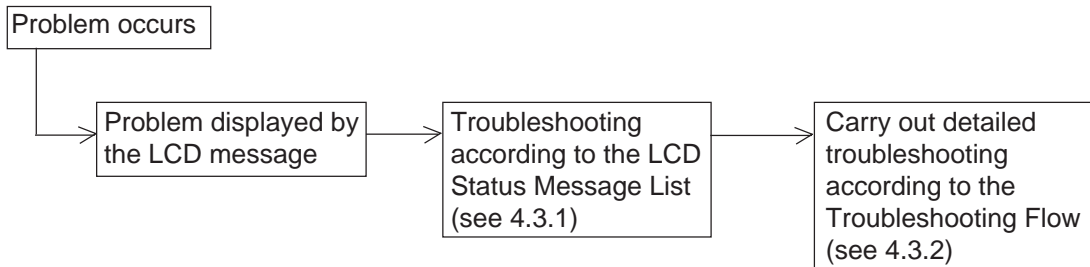 Problem occurs
Problem displayed by
the LCD message
Troubleshooting
according to the LCD
Status Message List
(see 4.3.1)
Carry out detailed
troubleshooting
according to the
Troubleshooting Flow
(see 4.3.2)